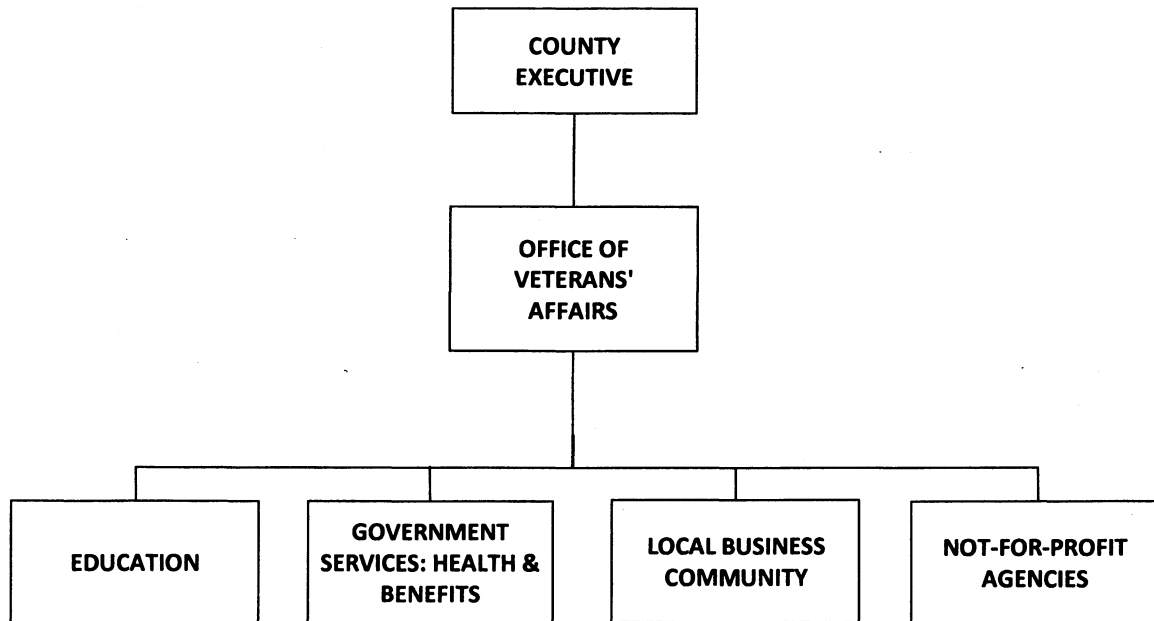 COUNTY
EXECUTIVE
OFFICE OF
VETERANS'
AFFAIRS
EDUCATION
GOVERNMENT
SERVICES: HEALTH &
BENEFITS
LOCAL BUSINESS
COMMUNITY
NOT-FOR-PROFIT
AGENCIES